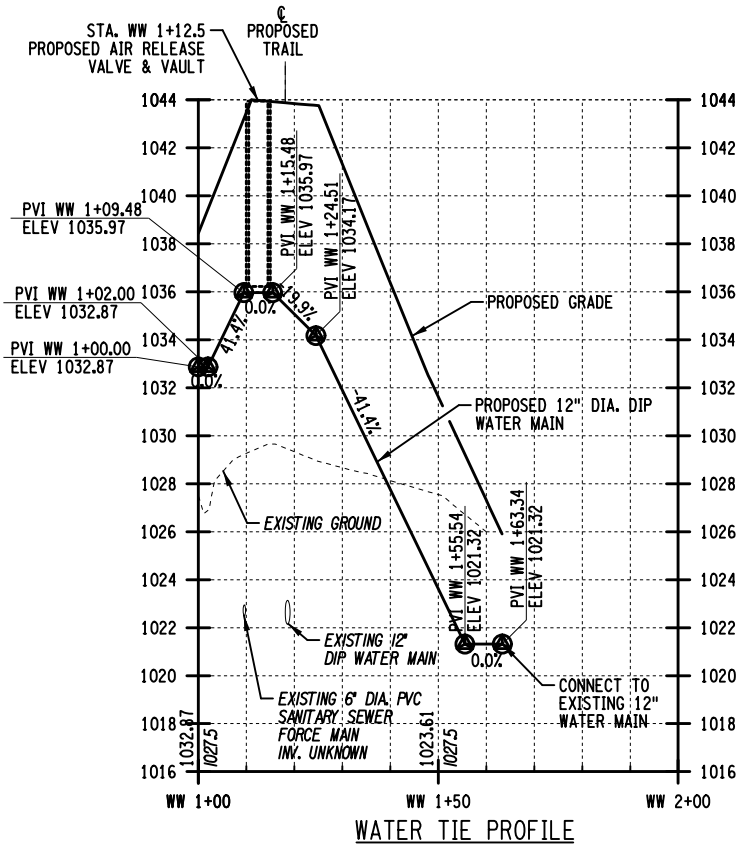 STA. WW 1+12.5
PROPOSED AIR RELEASE
VALVE & VAULT
℄
PROPOSED
TRAIL
1044
1042
1040
1038
1036
1034
1032
1030
1028
1026
1024
1022
1020
1018
1016
1044
1042
1040
1038
1036
1034
1032
1030
1028
1026
1024
1022
1020
1018
1016
PVI WW 1+09.48
ELEV 1035.97
PVI WW 1+02.00
ELEV 1032.87
PVI WW 1+00.00
ELEV 1032.87
PVI WW 1+15.48
ELEV 1035.97
PVI WW 1+24.51
ELEV 1034.17
0.0%
41.4%
0.0%
-19.9%
-41.4%
PROPOSED GRADE
PROPOSED 12" DIA. DIP
WATER MAIN
EXISTING GROUND
PVI WW 1+55.54
ELEV 1021.32
PVI WW 1+63.34
ELEV 1021.32
0.0%
EXISTING 12"
DIP WATER MAIN
EXISTING 6" DIA. PVC
SANITARY SEWER
FORCE MAIN
INV. UNKNOWN
CONNECT TO
EXISTING 12"
WATER MAIN
1032.87
1027.5
1023.61
1027.5
WW 1+00
WW 1+50
WW 2+00
WATER TIE PROFILE